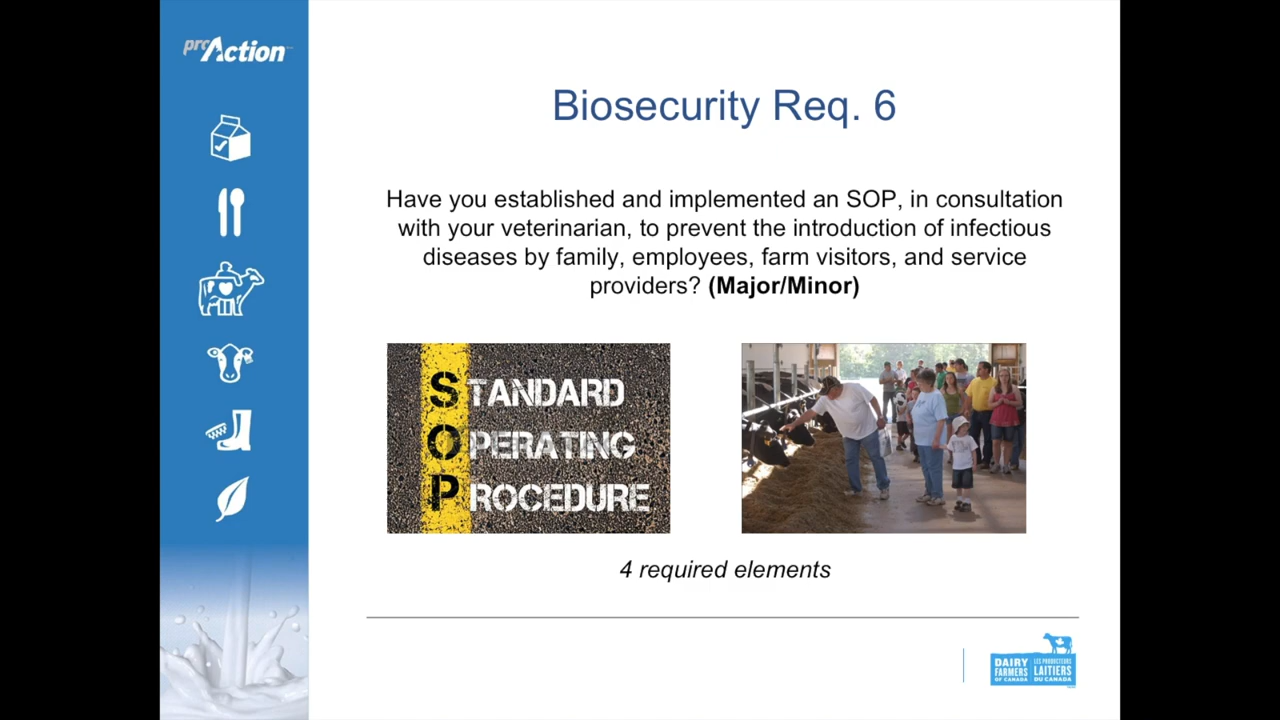 proAction
Biosecurity Req. 6
Have you established and implemented an SOP, in consultation
with your veterinarian, to prevent the introduction of infectious
diseases by family, employees, farm visitors, and service
providers? (Major/Minor)
STANDARD
OPERATING
PROCEDURE
4 required elements
DAIRY
FARMERS
OF CANADA
LES PRODUCTEURS
LAITIERS
DU CANADA